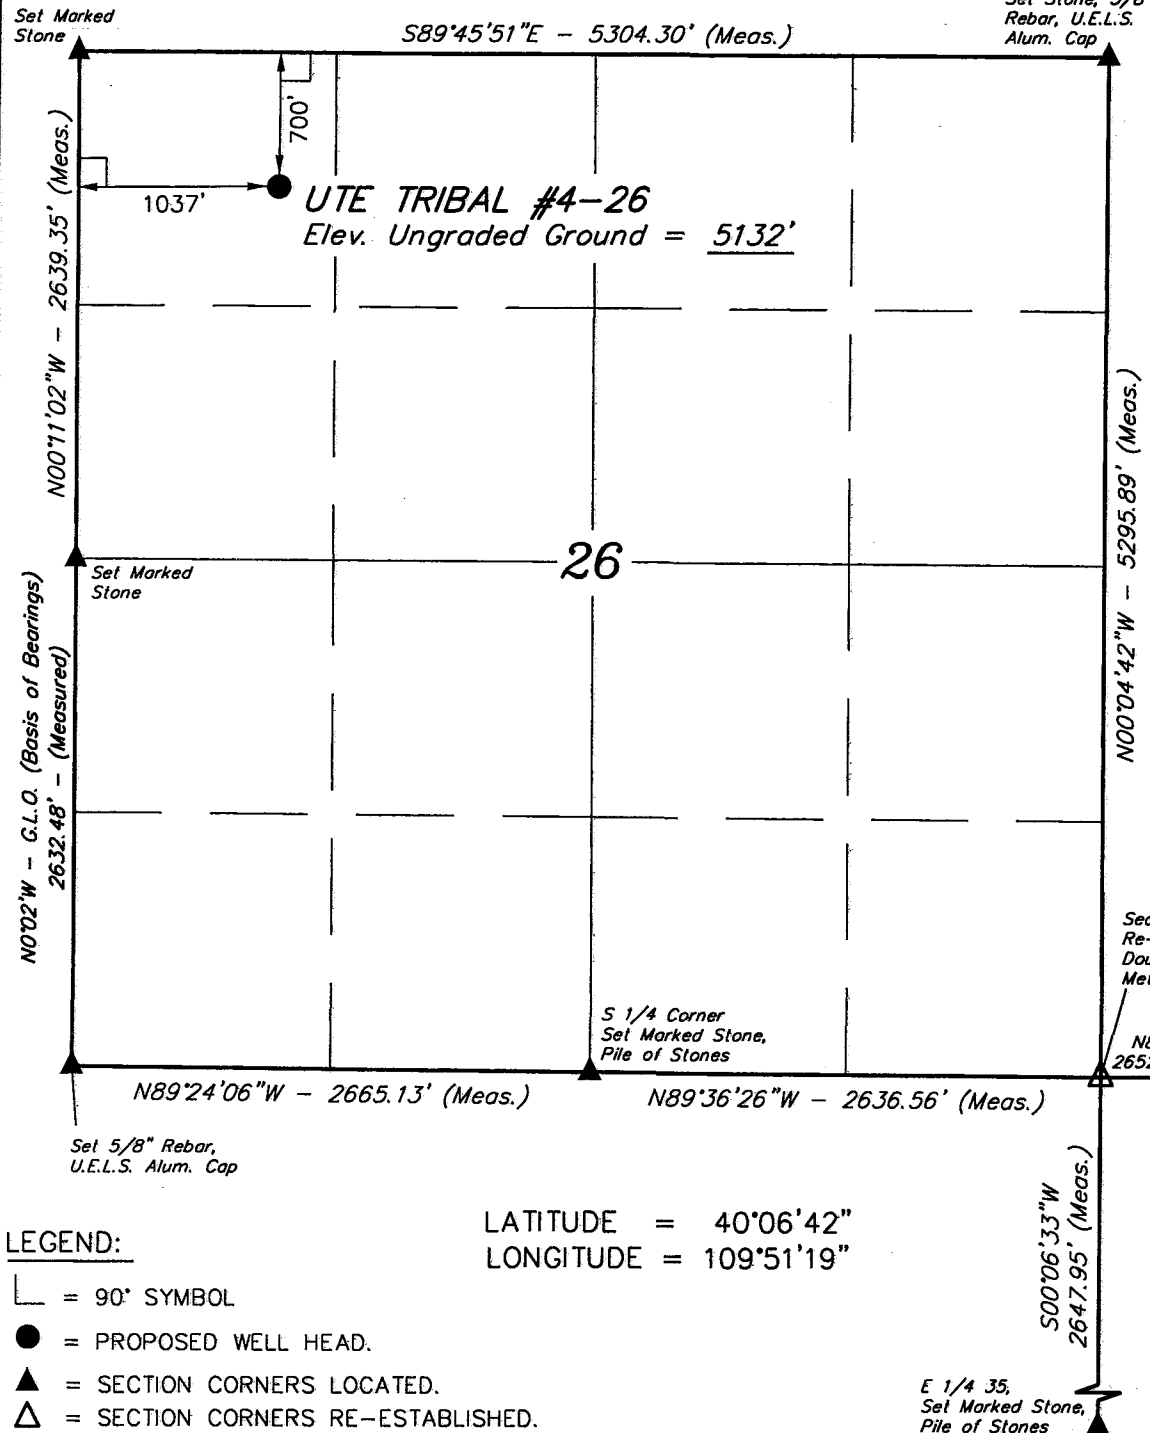 Set Marked
Stone
S89°45'51"E - 5304.30' (Meas.)
Set Stone, 5/8"
Rebar, U.E.L.S.
Alum. Cap
700'
1037'
UTE TRIBAL #4-26
Elev. Ungraded Ground = 5132'
N00°11'02"W - 2639.35' (Meas.)
26
Set Marked
Stone
N0°02'W - G.L.O. (Basis of Bearings)
2632.48' - (Measured)
N00°04'42"W - 5295.89' (Meas.)
S 1/4 Corner
Set Marked Stone,
Pile of Stones
N89°24'06"W - 2665.13' (Meas.)
N89°36'26"W - 2636.56' (Meas.)
Set 5/8" Rebar,
U.E.L.S. Alum. Cap
LATITUDE = 40°06'42"
LONGITUDE = 109°51'19"
S00°06'33"W
2647.95' (Meas.)
LEGEND:
= 90° SYMBOL
= PROPOSED WELL HEAD.
= SECTION CORNERS LOCATED.
= SECTION CORNERS RE-ESTABLISHED.
E 1/4 35,
Set Marked Stone,
Pile of Stones